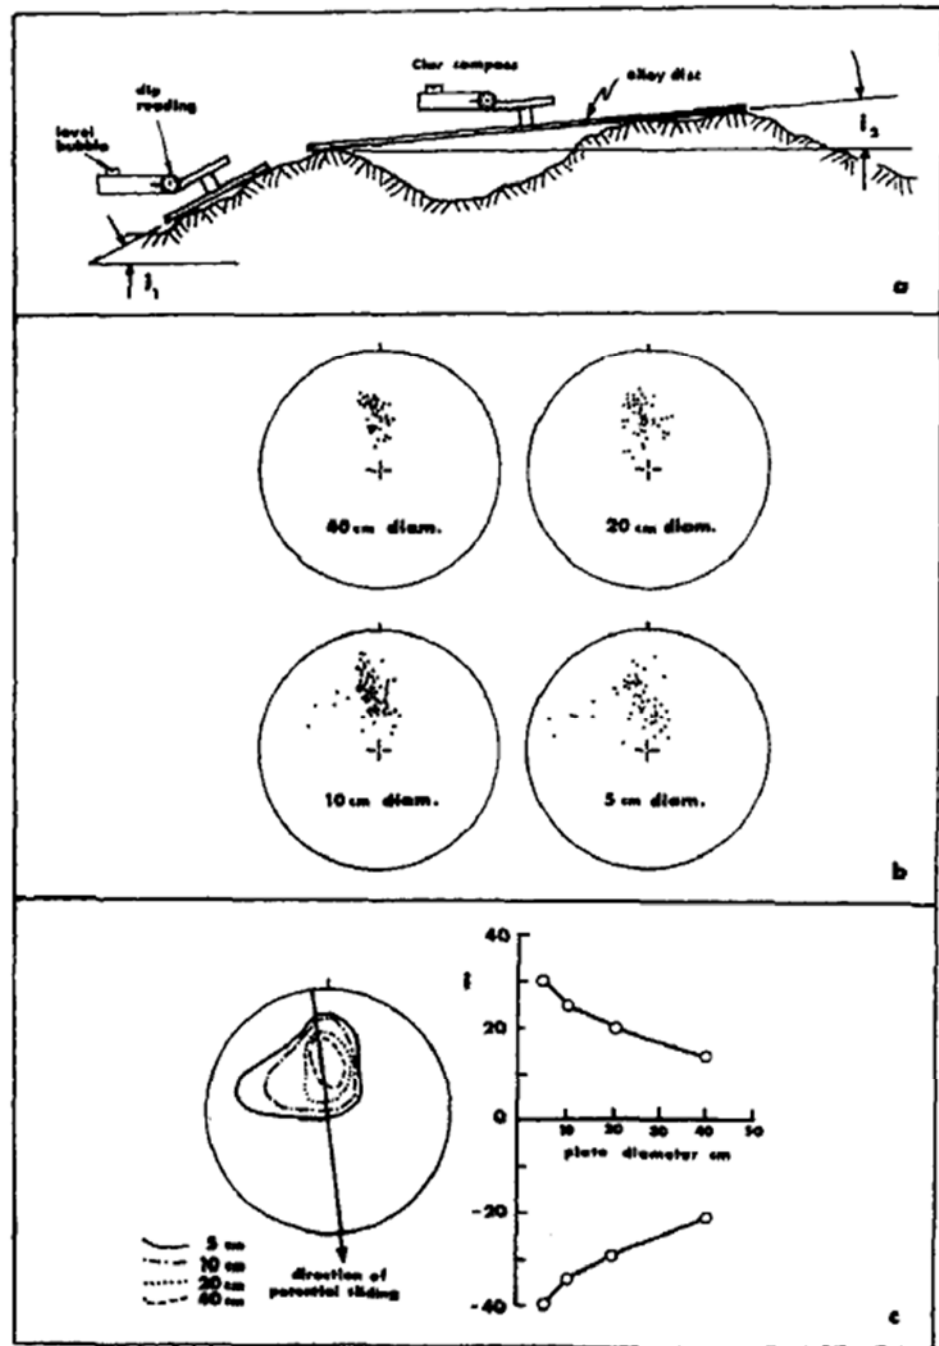 Clar compass
alloy disc
dip
reading
level
bubble
i₂
i₁
a
40 cm diam.
20 cm diam.
10 cm diam.
5 cm diam.
b
40
i
20
0
10
20
30
40
50
plate diameter cm
-20
-40
5 cm
10 cm
20 cm
40 cm
direction of
potential sliding
c